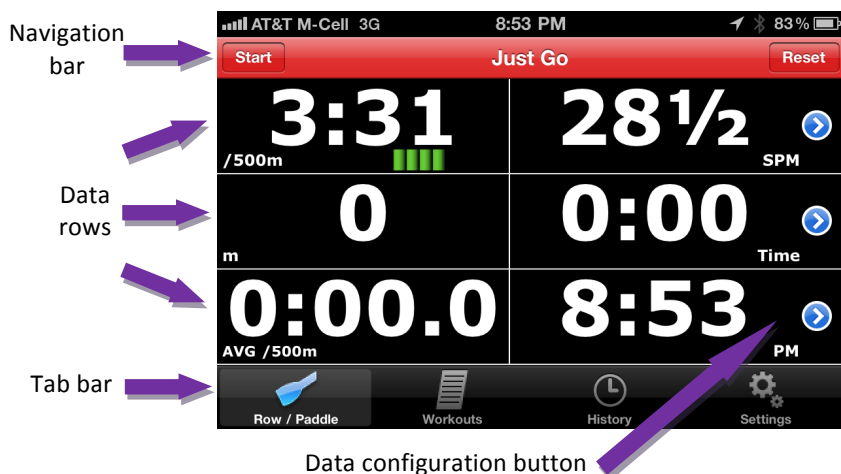 AT&T M-Cell 3G 8:53 PM 83%
Navigation
bar
Start Just Go Reset
3:31 28½
/500m SPM
Data
rows
0 0:00
m Time
0:00.0 8:53
AVG /500m PM
Tab bar
Row / Paddle Workouts History Settings
Data configuration button